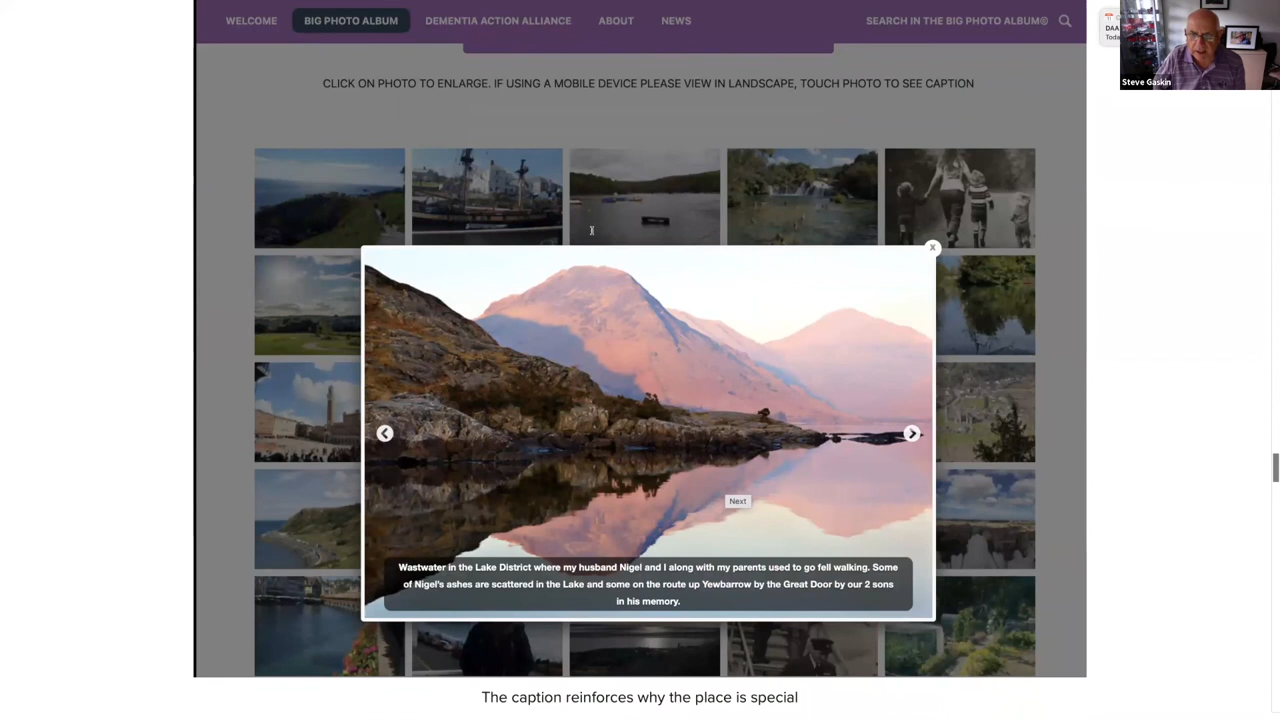 WELCOME BIG PHOTO ALBUM DEMENTIA ACTION ALLIANCE ABOUT NEWS SEARCH IN THE BIG PHOTO ALBUM©
DAA
Toda
Steve Gaskin
CLICK ON PHOTO TO ENLARGE. IF USING A MOBILE DEVICE PLEASE VIEW IN LANDSCAPE, TOUCH PHOTO TO SEE CAPTION
x
Next
Wastwater in the Lake District where my husband Nigel and I along with my parents used to go fell walking. Some
of Nigel's ashes are scattered in the Lake and some on the route up Yewbarrow by the Great Door by our 2 sons
in his memory.
The caption reinforces why the place is special